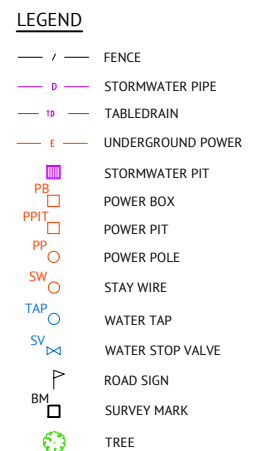 LEGEND
/ FENCE
D STORMWATER PIPE
TD TABLEDRAIN
E UNDERGROUND POWER
STORMWATER PIT
PB POWER BOX
PPIT POWER PIT
PP POWER POLE
SW STAY WIRE
TAP WATER TAP
SV WATER STOP VALVE
ROAD SIGN
BM SURVEY MARK
TREE